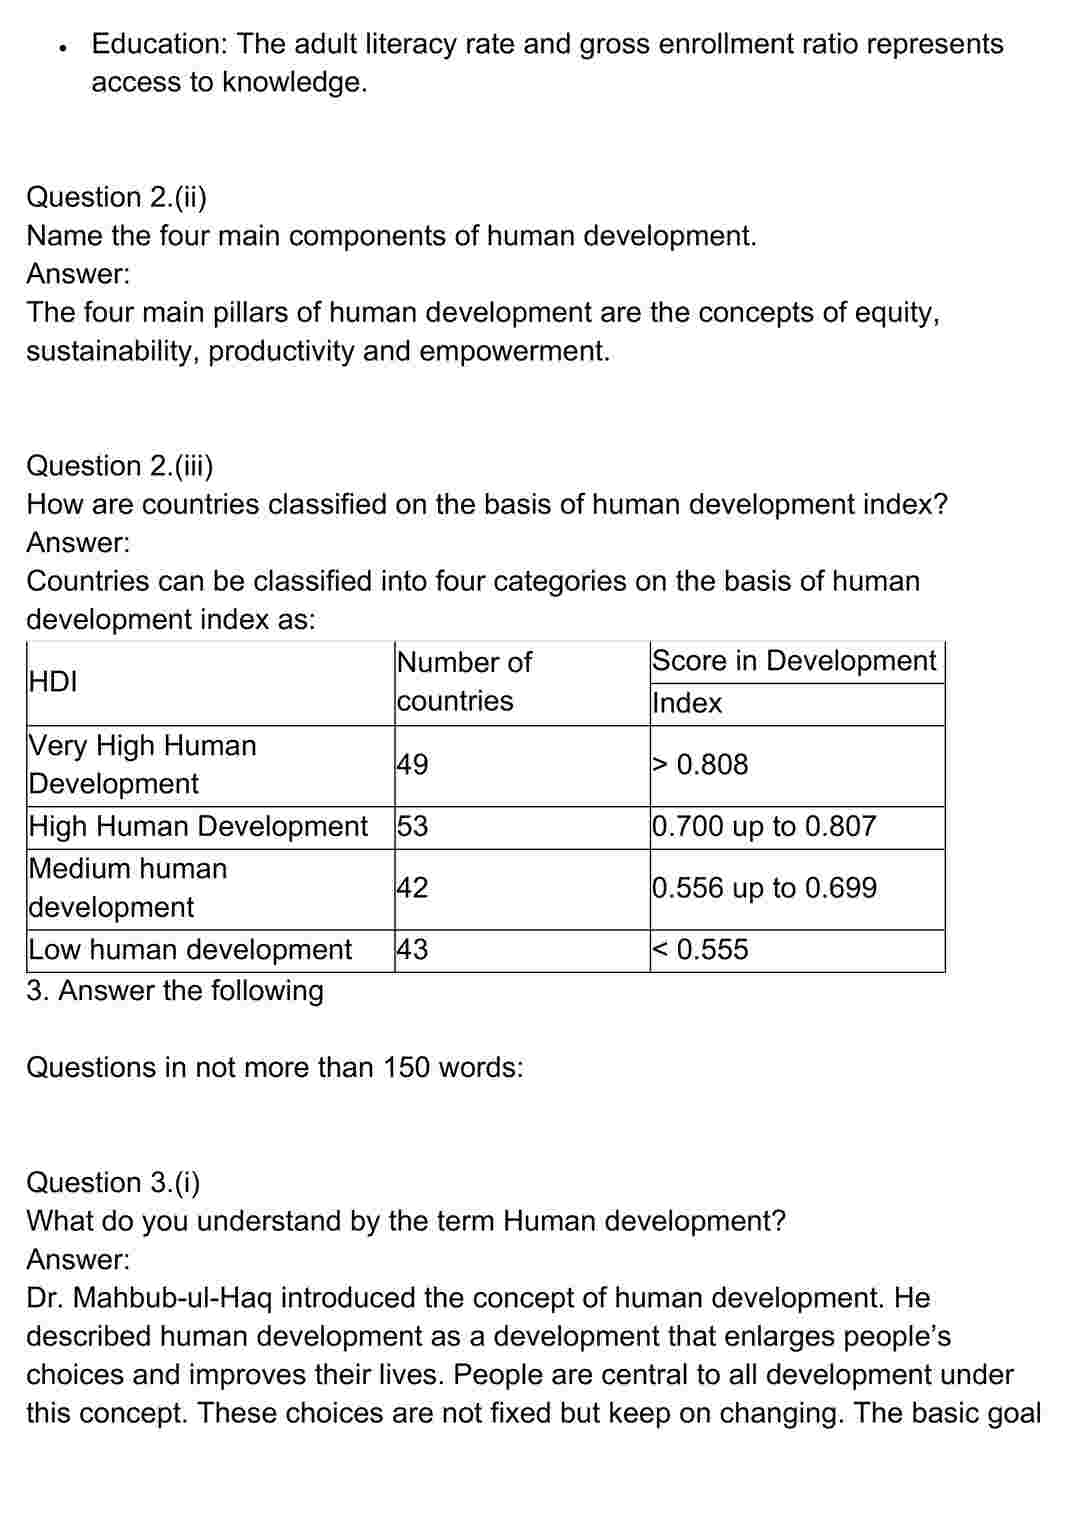 • Education: The adult literacy rate and gross enrollment ratio represents
access to knowledge.
Question 2.(ii)
Name the four main components of human development.
Answer:
The four main pillars of human development are the concepts of equity,
sustainability, productivity and empowerment.
Question 2.(iii)
How are countries classified on the basis of human development index?
Answer:
Countries can be classified into four categories on the basis of human
development index as:
HDI
Number of
countries
Score in Development
Index
Very High Human
Development
49
> 0.808
High Human Development
53
0.700 up to 0.807
Medium human
development
42
0.556 up to 0.699
Low human development
43
< 0.555
3. Answer the following
Questions in not more than 150 words:
Question 3.(i)
What do you understand by the term Human development?
Answer:
Dr. Mahbub-ul-Haq introduced the concept of human development. He
described human development as a development that enlarges people’s
choices and improves their lives. People are central to all development under
this concept. These choices are not fixed but keep on changing. The basic goal